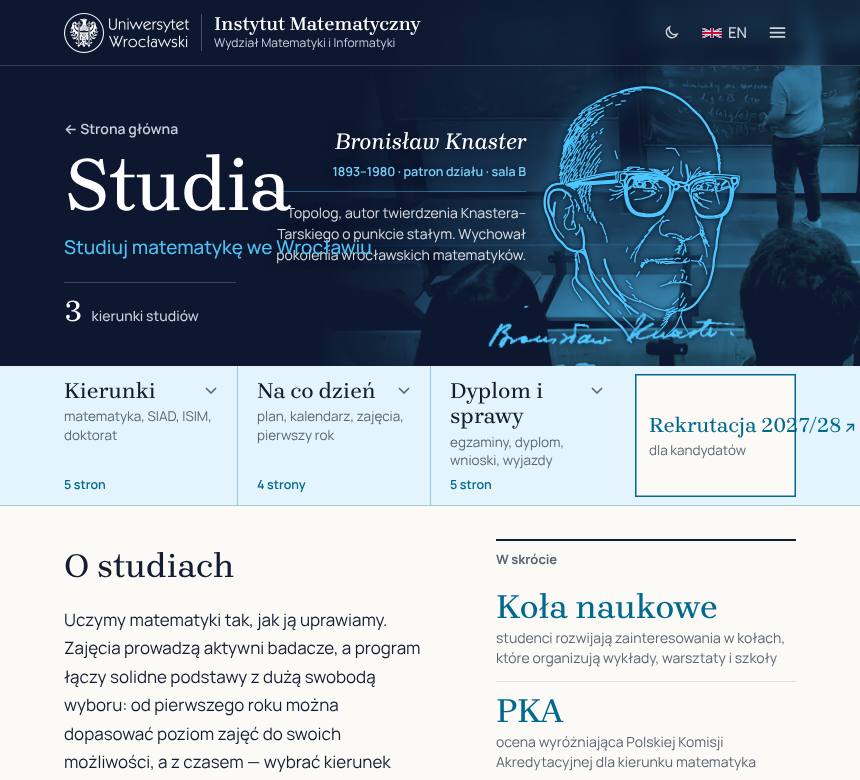 Uniwersytet
Wrocławski
Instytut Matematyczny
Wydział Matematyki i Informatyki
EN
← Strona główna
Studia
Studiuj matematykę we Wrocławiu
3 kierunki studiów
Bronisław Knaster
1893–1980 · patron działu · sala B
Topolog, autor twierdzenia Knastera–
Tarskiego o punkcie stałym. Wychował
pokolenia wrocławskich matematyków.
Bronisław Knaster
Kierunki
matematyka, SIAD, ISIM,
doktorat
5 stron
Na co dzień
plan, kalendarz, zajęcia,
pierwszy rok
4 strony
Dyplom i
sprawy
egzaminy, dyplom,
wnioski, wyjazdy
5 stron
Rekrutacja 2027/28 ↗
dla kandydatów
O studiach
Uczymy matematyki tak, jak ją uprawiamy.
Zajęcia prowadzą aktywni badacze, a program
łączy solidne podstawy z dużą swobodą
wyboru: od pierwszego roku można
dopasować poziom zajęć do swoich
możliwości, a z czasem — wybrać kierunek
W skrócie
Koła naukowe
studenci rozwijają zainteresowania w kołach,
które organizują wykłady, warsztaty i szkoły
PKA
ocena wyróżniająca Polskiej Komisji
Akredytacyjnej dla kierunku matematyka